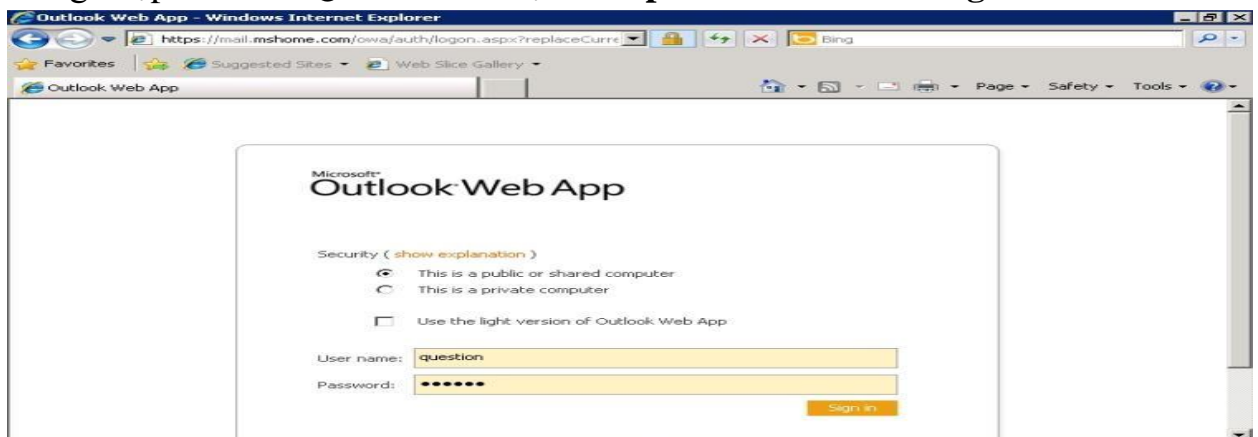 Outlook Web App - Windows Internet Explorer
https://mail.mshome.com/owa/auth/logon.aspx?replaceCurre
Bing
Favorites Suggested Sites Web Slice Gallery
Outlook Web App Page Safety Tools
Microsoft
Outlook Web App
Security ( show explanation )
This is a public or shared computer
This is a private computer
Use the light version of Outlook Web App
User name: question
Password: ••••••
Sign in